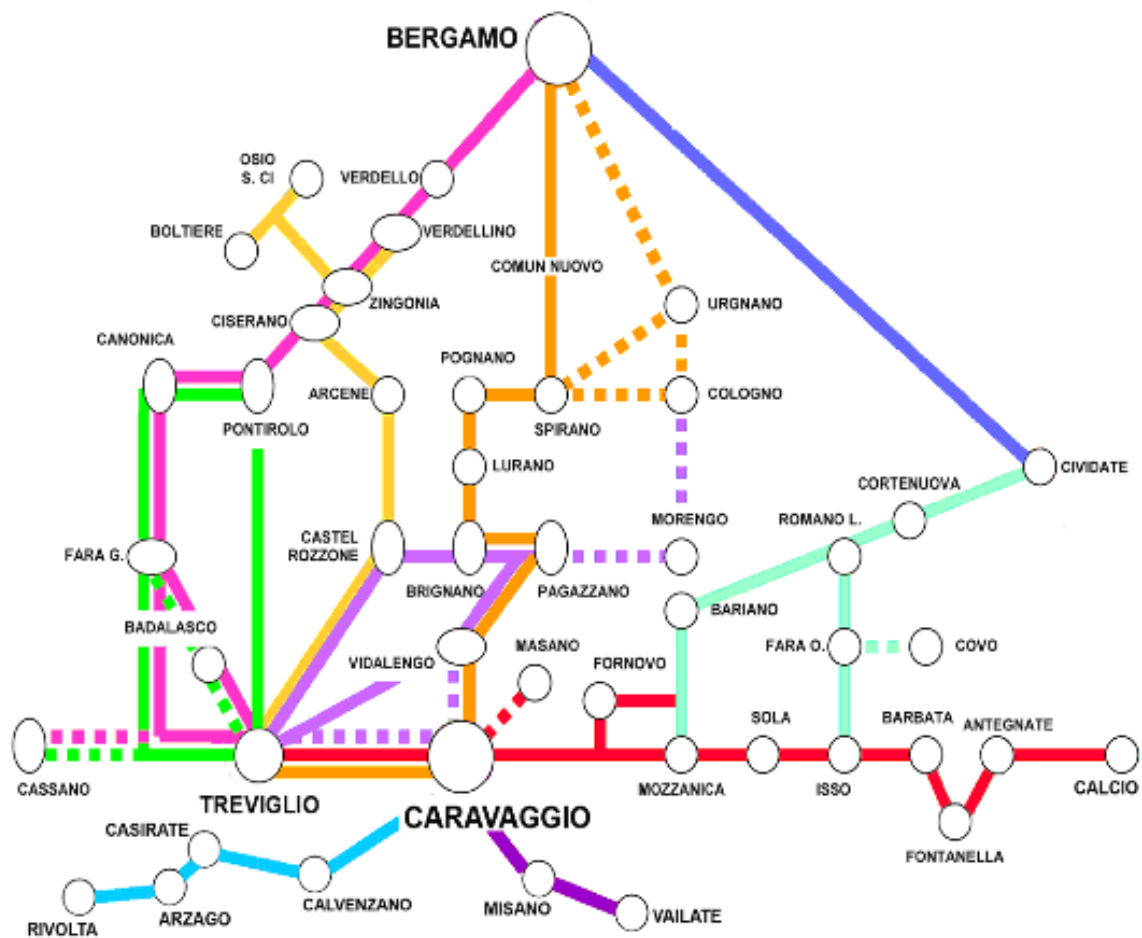 BERGAMO
OSIO
S. CI
VERDELLO
BOLTIERE
VERDELLINO
COMUN NUOVO
ZINGONIA
URGNANO
CISERANO
CANONICA
POGNANO
ARCENE
COLOGNO
PONTIROLO
SPIRANO
LURANO
CIVIDATE
CORTENUOVA
ROMANO L.
MORENGO
FARA G.
CASTEL
ROZZONE
BRIGNANO
PAGAZZANO
BARIANO
BADALASCO
MASANO
FARA O.
COVO
VIDALENGO
FORNOVO
SOLA
BARBATA
ANTEGNATE
CASSANO
MOZZANICA
ISSO
CALCIO
TREVIGLIO
CARAVAGGIO
CASIRATE
FONTANELLA
CALVENZANO
MISANO
VAILATE
ARZAGO
RIVOLTA